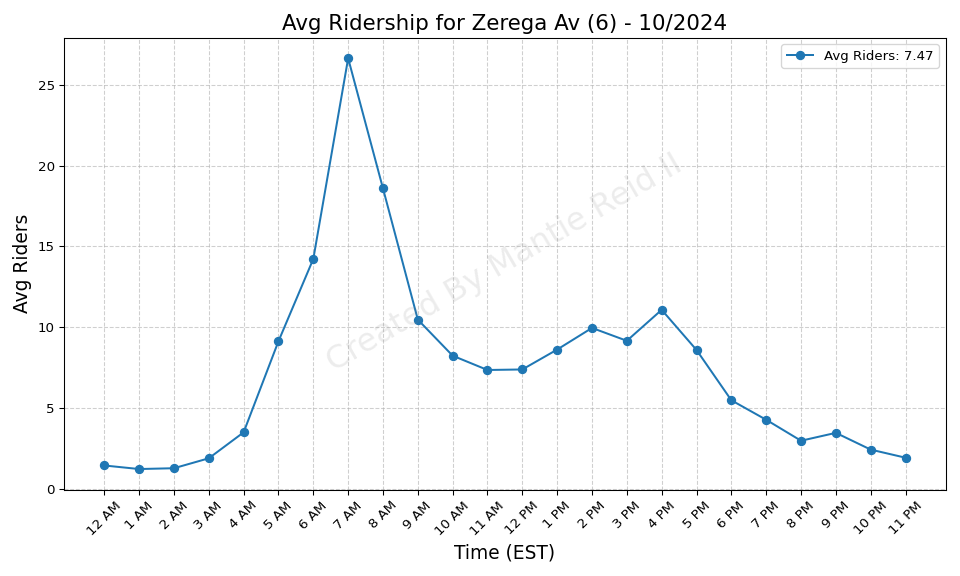 Avg Ridership for Zerega Av (6) - 10/2024
Avg Riders: 7.47
Avg Riders
25
20
15
10
5
0
Created By Mantie Reid II
12 AM
1 AM
2 AM
3 AM
4 AM
5 AM
6 AM
7 AM
8 AM
9 AM
10 AM
11 AM
12 PM
1 PM
2 PM
3 PM
4 PM
5 PM
6 PM
7 PM
8 PM
9 PM
10 PM
11 PM
Time (EST)